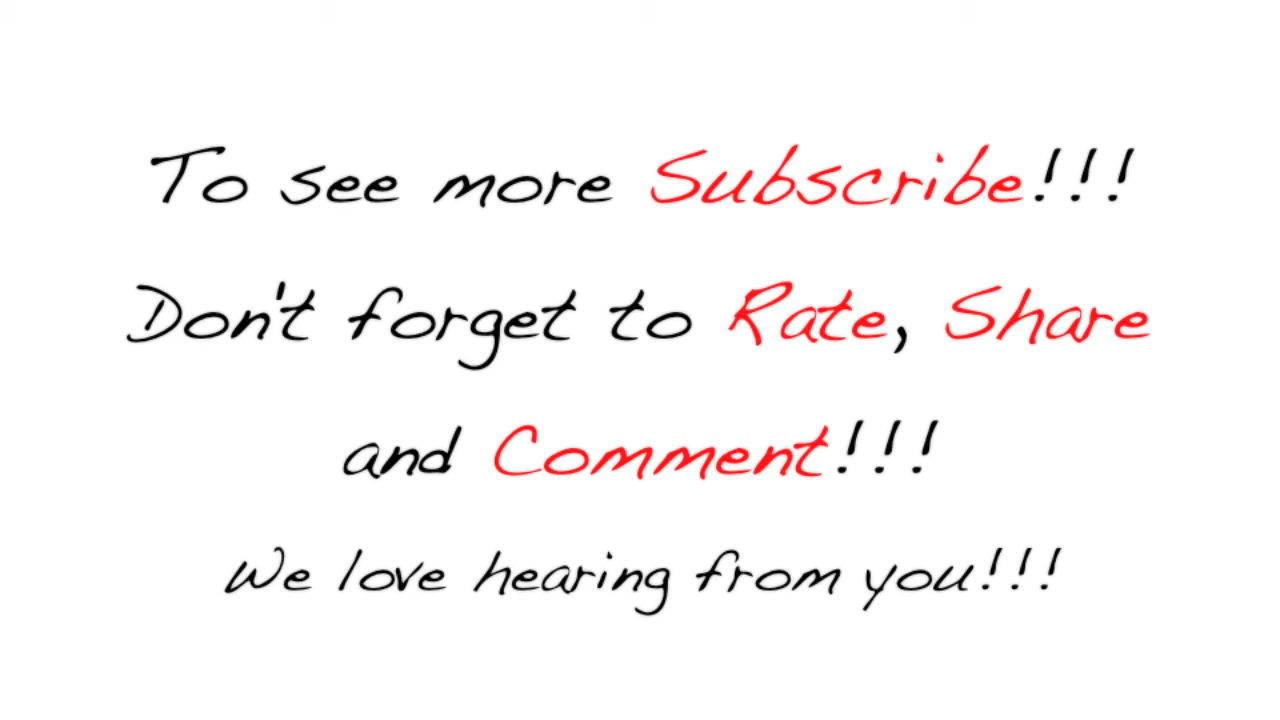 To see more Subscribe!!!
Don't forget to Rate, Share
and Comment!!!
We love hearing from you!!!